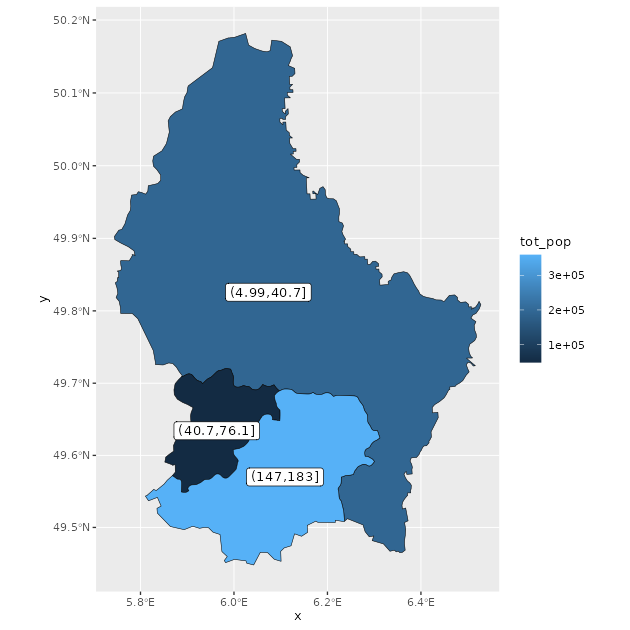 50.2°N
50.1°N
50.0°N
49.9°N
49.8°N
49.7°N
49.6°N
49.5°N
y
(4.99,40.7]
(40.7,76.1]
(147,183]
5.8°E 6.0°E 6.2°E 6.4°E
x
tot_pop
3e+05
2e+05
1e+05